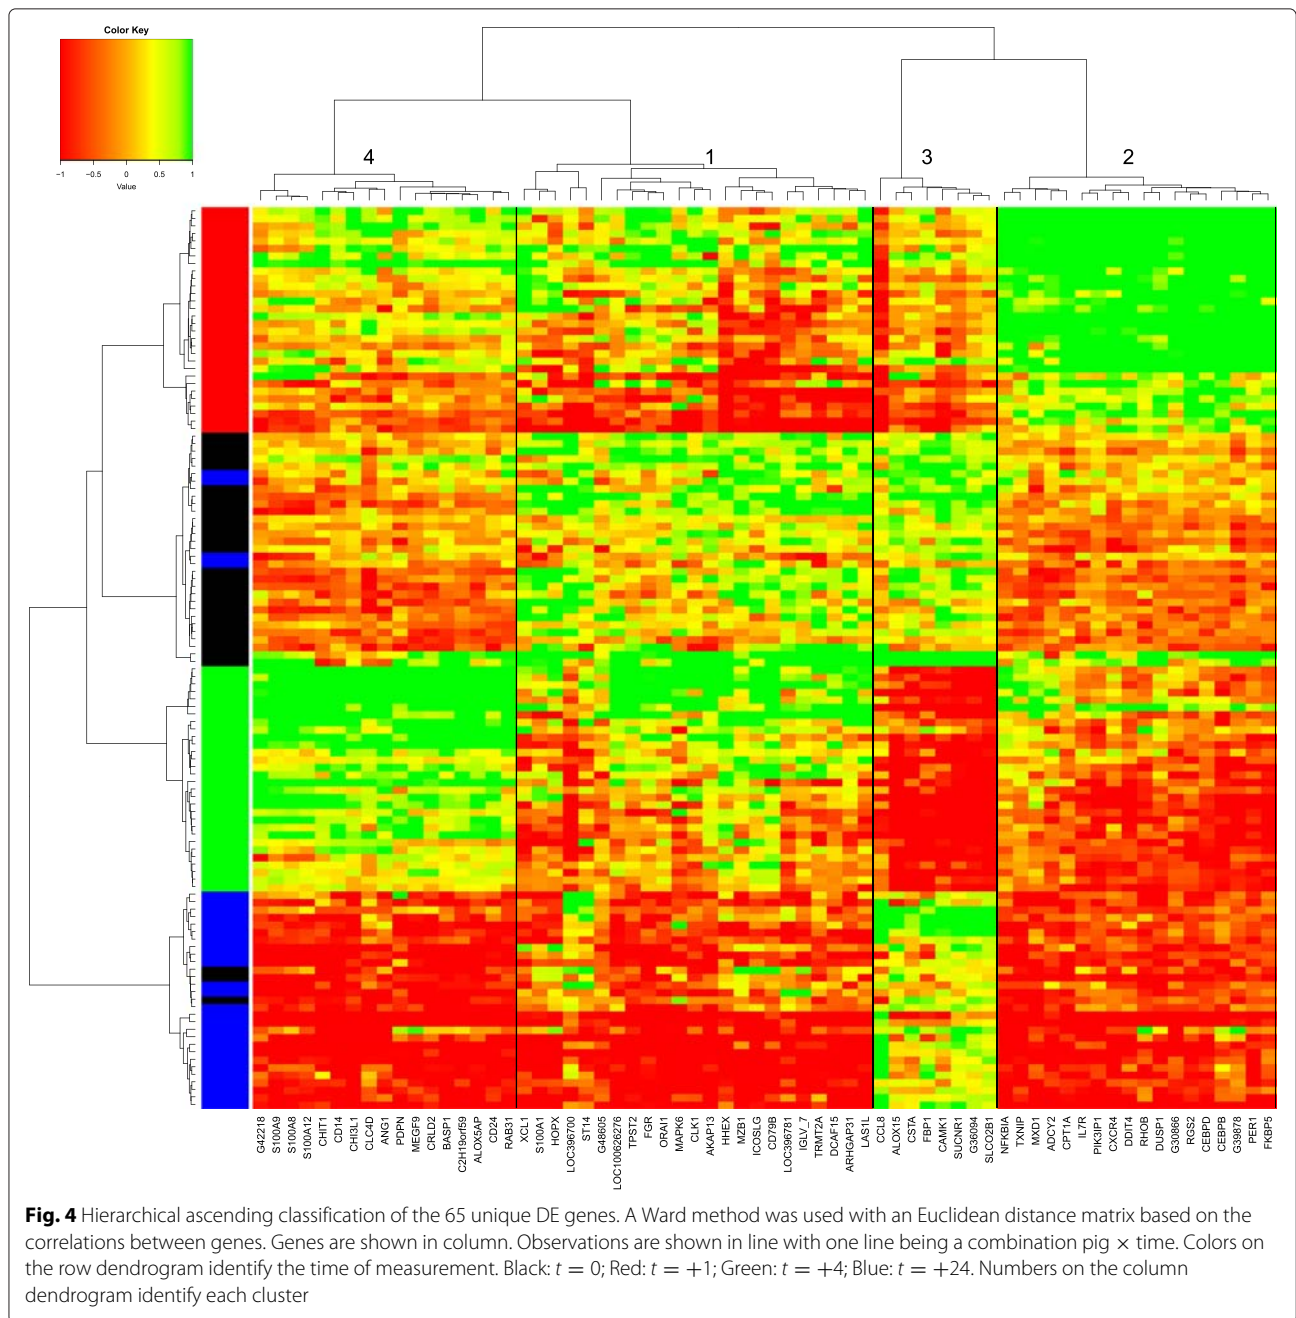 Color Key
−1 −0.5 0 0.5 1
Value
4 1 3 2
G42218
S100A9
S100A8
S100A12
CHIT1
CD14
CHI3L1
CLC4D
ANG1
PDPN
MEGF9
CRLD2
BASP1
C2H19orf59
ALOX5AP
CD24
RAB31
XCL1
S100A1
HOPX
LOC396700
ST14
G48605
LOC100626276
TPST2
FGR
ORAI1
MAPK6
CLK1
AKAP13
HHEX
MZB1
ICOSLG
CD79B
LOC396781
IGLV_7
TRMT2A
DCAF15
ARHGAP31
LAS1L
CCL8
ALOX15
CSTA
FBP1
CAMK1
SUCNR1
G36094
SLCO2B1
NFKBIA
TXNIP
MXD1
ADCY2
CPT1A
IL7R
PIK3IP1
CXCR4
DDIT4
RHOB
DUSP1
G30866
RGS2
CEBPD
CEBPB
G39878
PER1
FKBP5
Fig. 4 Hierarchical ascending classification of the 65 unique DE genes. A Ward method was used with an Euclidean distance matrix based on the
correlations between genes. Genes are shown in column. Observations are shown in line with one line being a combination pig × time. Colors on
the row dendrogram identify the time of measurement. Black: t = 0; Red: t = +1; Green: t = +4; Blue: t = +24. Numbers on the column
dendrogram identify each cluster